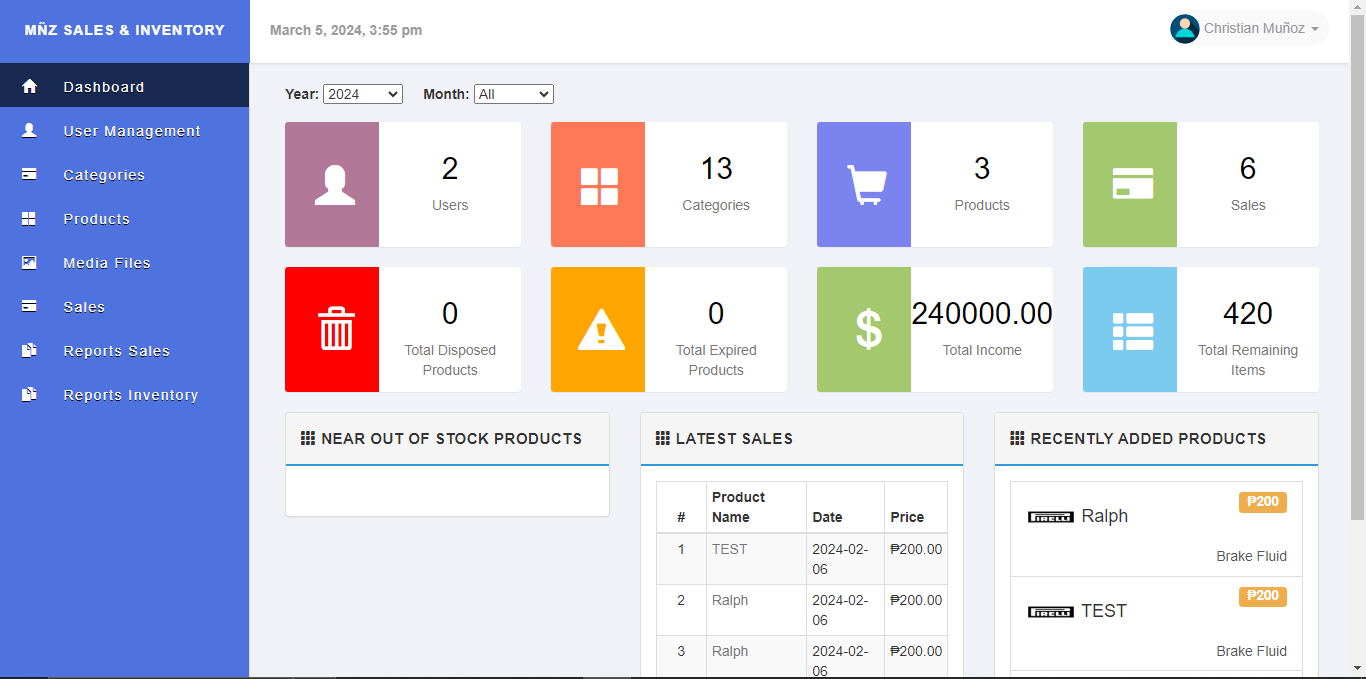 MÑZ SALES & INVENTORY
March 5, 2024, 3:55 pm
Christian Muñoz
Dashboard
User Management
Categories
Products
Media Files
Sales
Reports Sales
Reports Inventory
Year: 2024 Month: All
2
Users
13
Categories
3
Products
6
Sales
0
Total Disposed
Products
0
Total Expired
Products
$
240000.00
Total Income
420
Total Remaining
Items
NEAR OUT OF STOCK PRODUCTS
LATEST SALES
# Product Name Date Price
1 TEST 2024-02-06 ₱200.00
2 Ralph 2024-02-06 ₱200.00
3 Ralph 2024-02-06 ₱200.00
RECENTLY ADDED PRODUCTS
₱200
PIRELLI Ralph
Brake Fluid
₱200
PIRELLI TEST
Brake Fluid